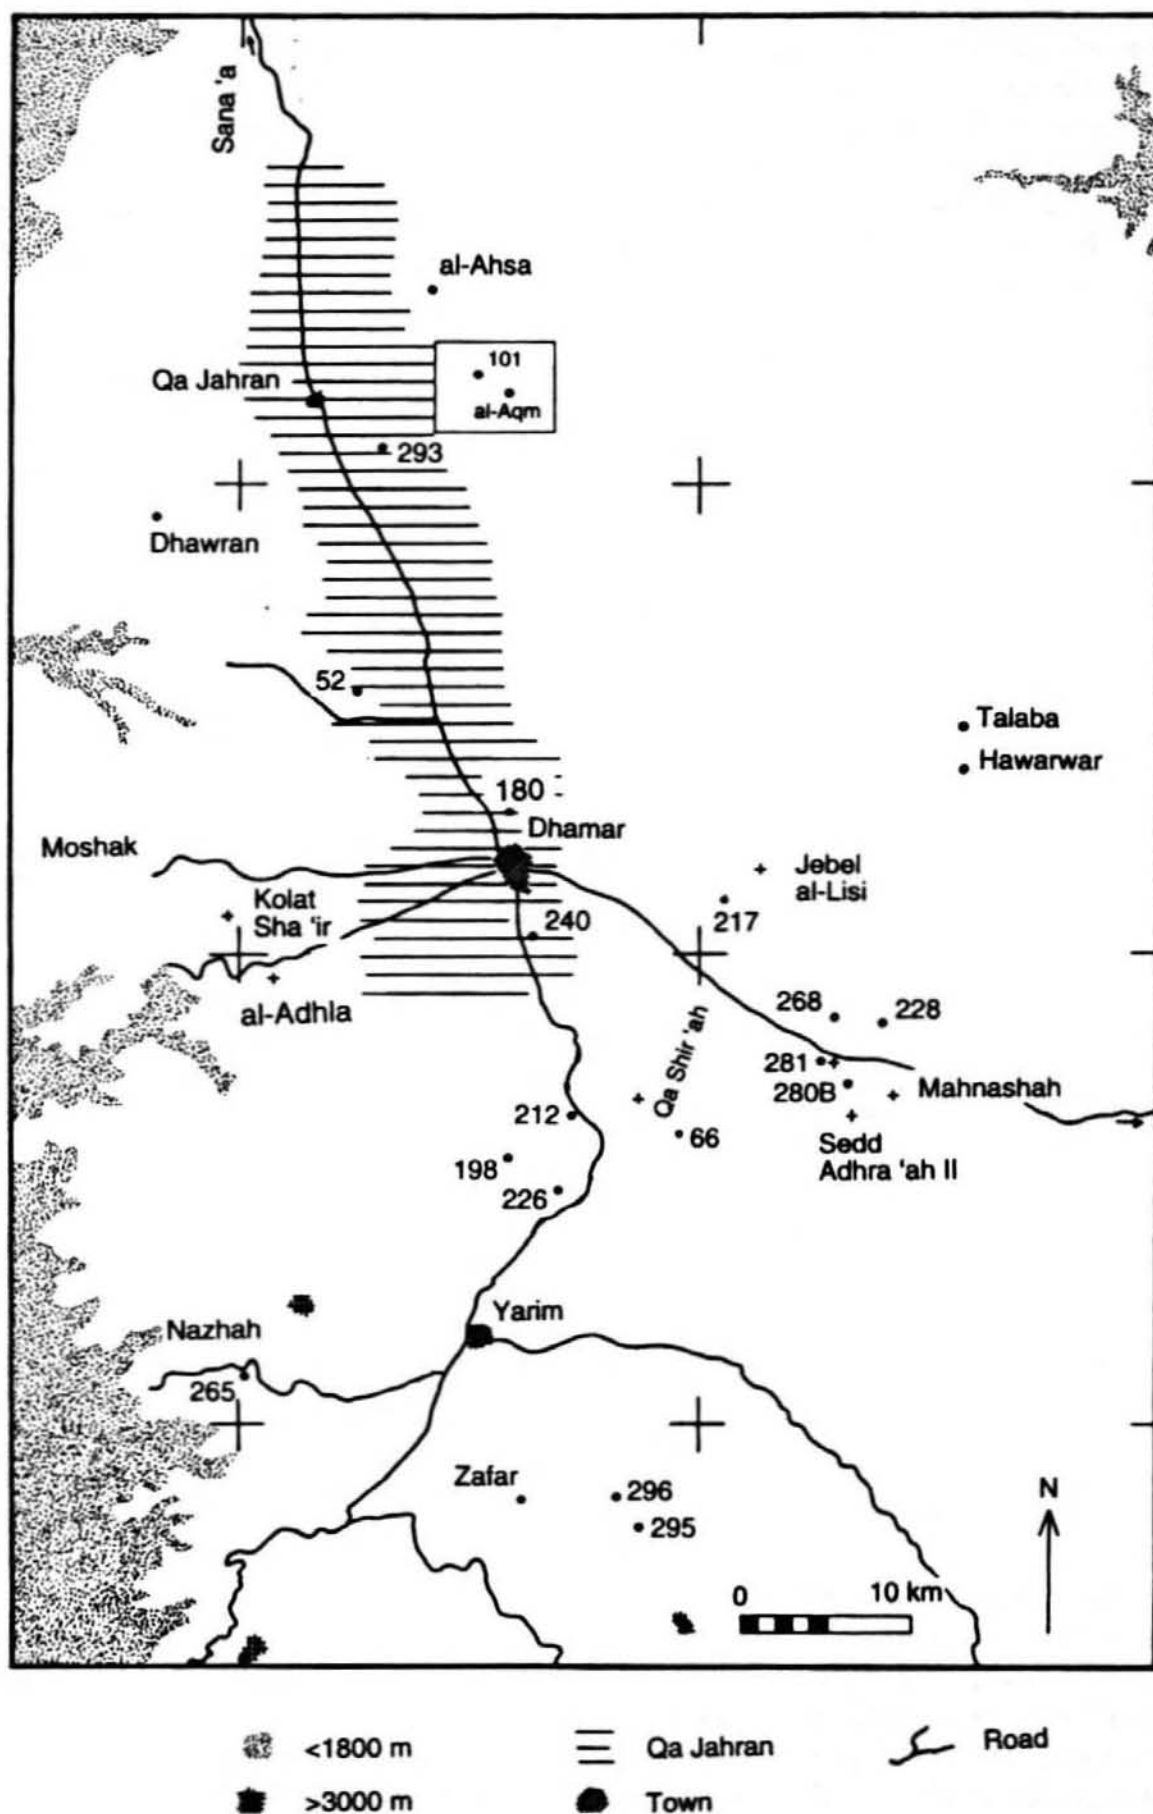 Sana 'a
al-Ahsa
101
al-Aqm
Qa Jahran
293
Dhawran
52
Talaba
Hawarwar
180
Dhamar
Moshak
Jebel
al-Lisi
Kolat
Sha 'ir
217
240
al-Adhla
268
228
Qa Shir 'ah
281
280B
Mahnashah
212
66
Sedd
Adhra 'ah II
198
226
Yarim
Nazhah
265
Zafar
296
295
N
0
10 km
<1800 m
Qa Jahran
Road
>3000 m
Town